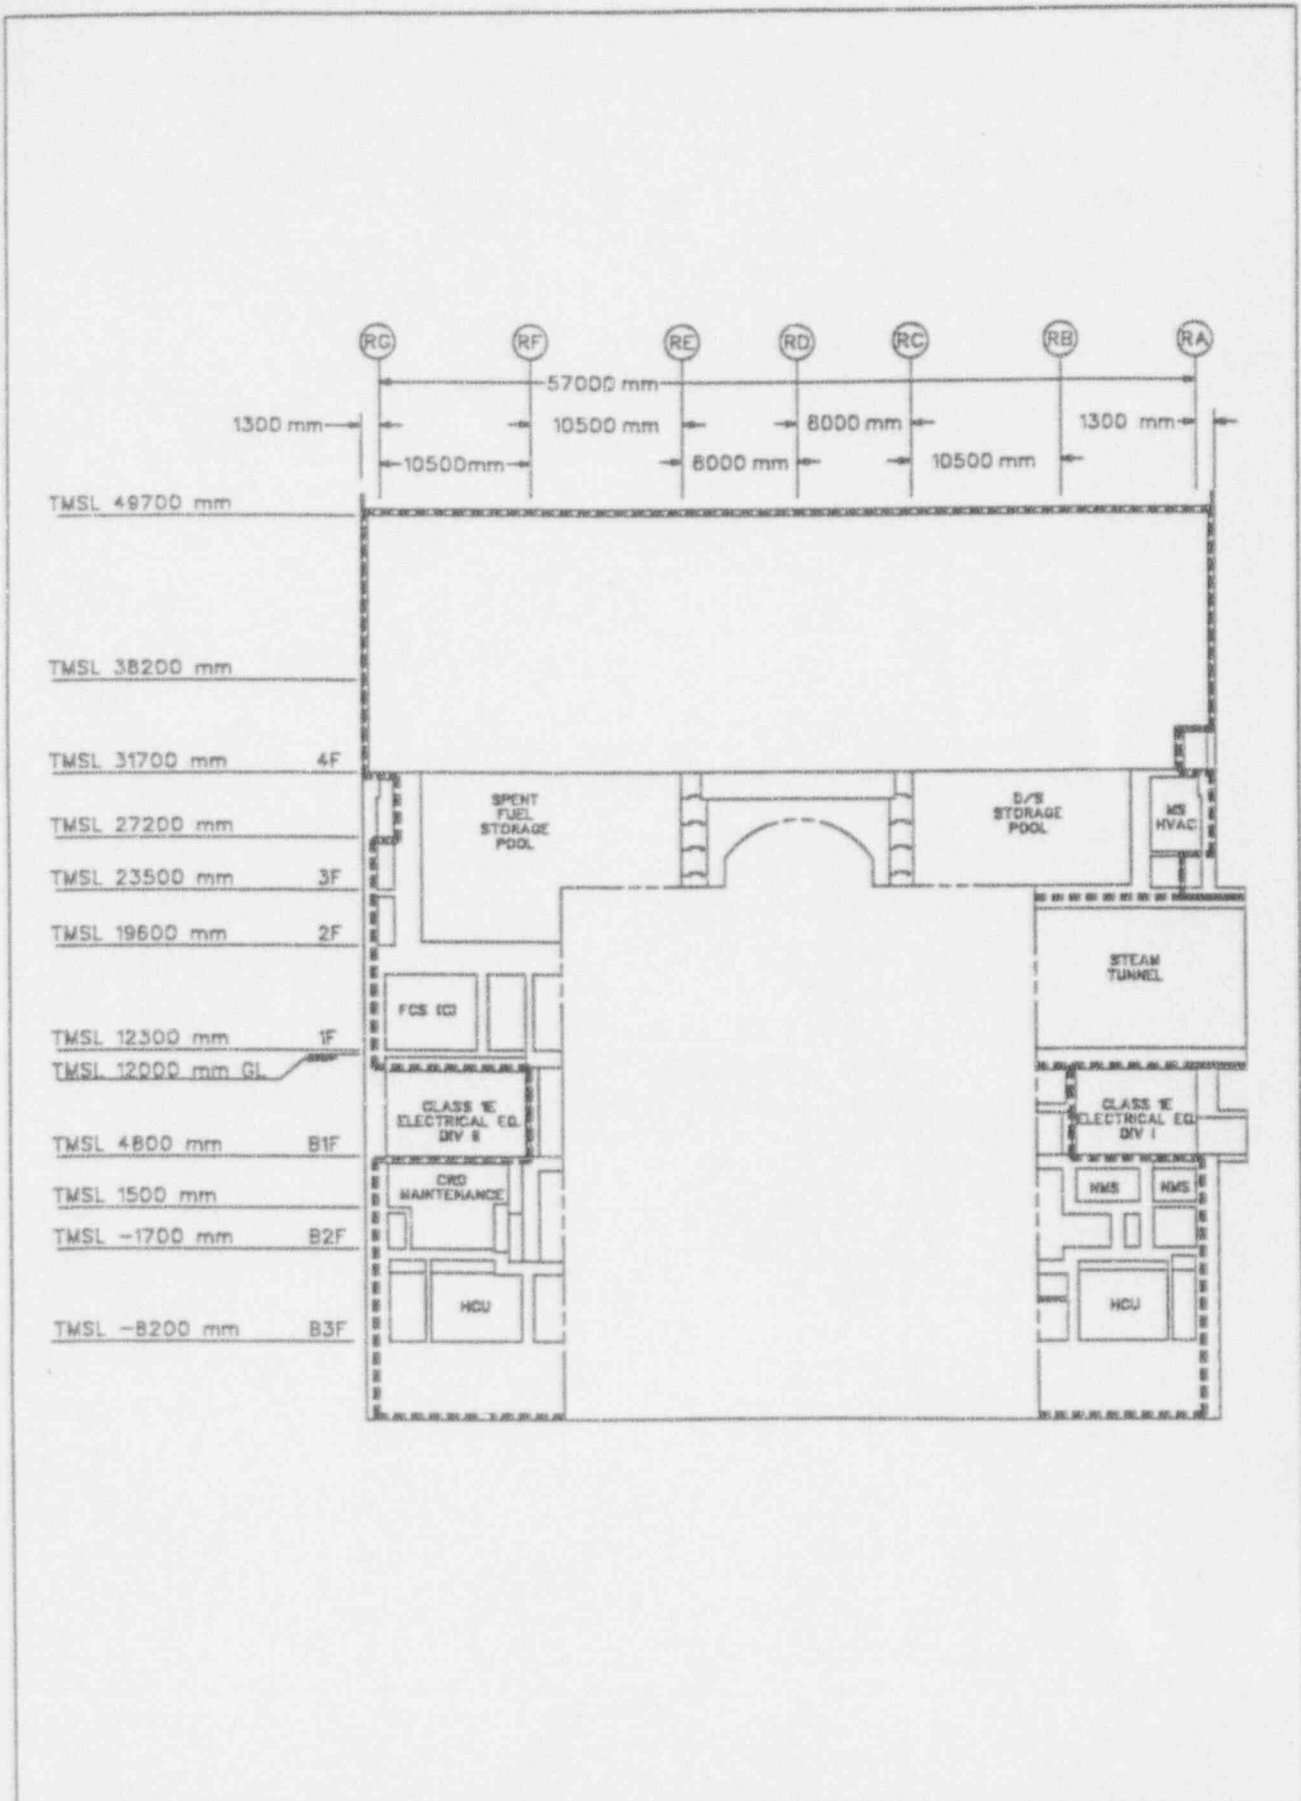 RG RF RE RD RC RB RA
57000 mm
1300 mm 10500 mm 8000 mm 1300 mm
10500mm 8000 mm 10500 mm
TMSL 49700 mm
TMSL 38200 mm
TMSL 31700 mm 4F
SPENT
FUEL
STORAGE
POOL
D/S
STORAGE
POOL
MS
HVAC
TMSL 27200 mm
TMSL 23500 mm 3F
TMSL 19600 mm 2F
STEAM
TUNNEL
FCS (C)
TMSL 12300 mm 1F
TMSL 12000 mm GL
CLASS 1E
ELECTRICAL EQ.
DIV
CLASS 1E
ELECTRICAL EQ.
DIV I
TMSL 4800 mm B1F
CRD
MAINTENANCE
NMS NMS
TMSL 1500 mm
TMSL -1700 mm B2F
HCU HCU
TMSL -8200 mm B3F